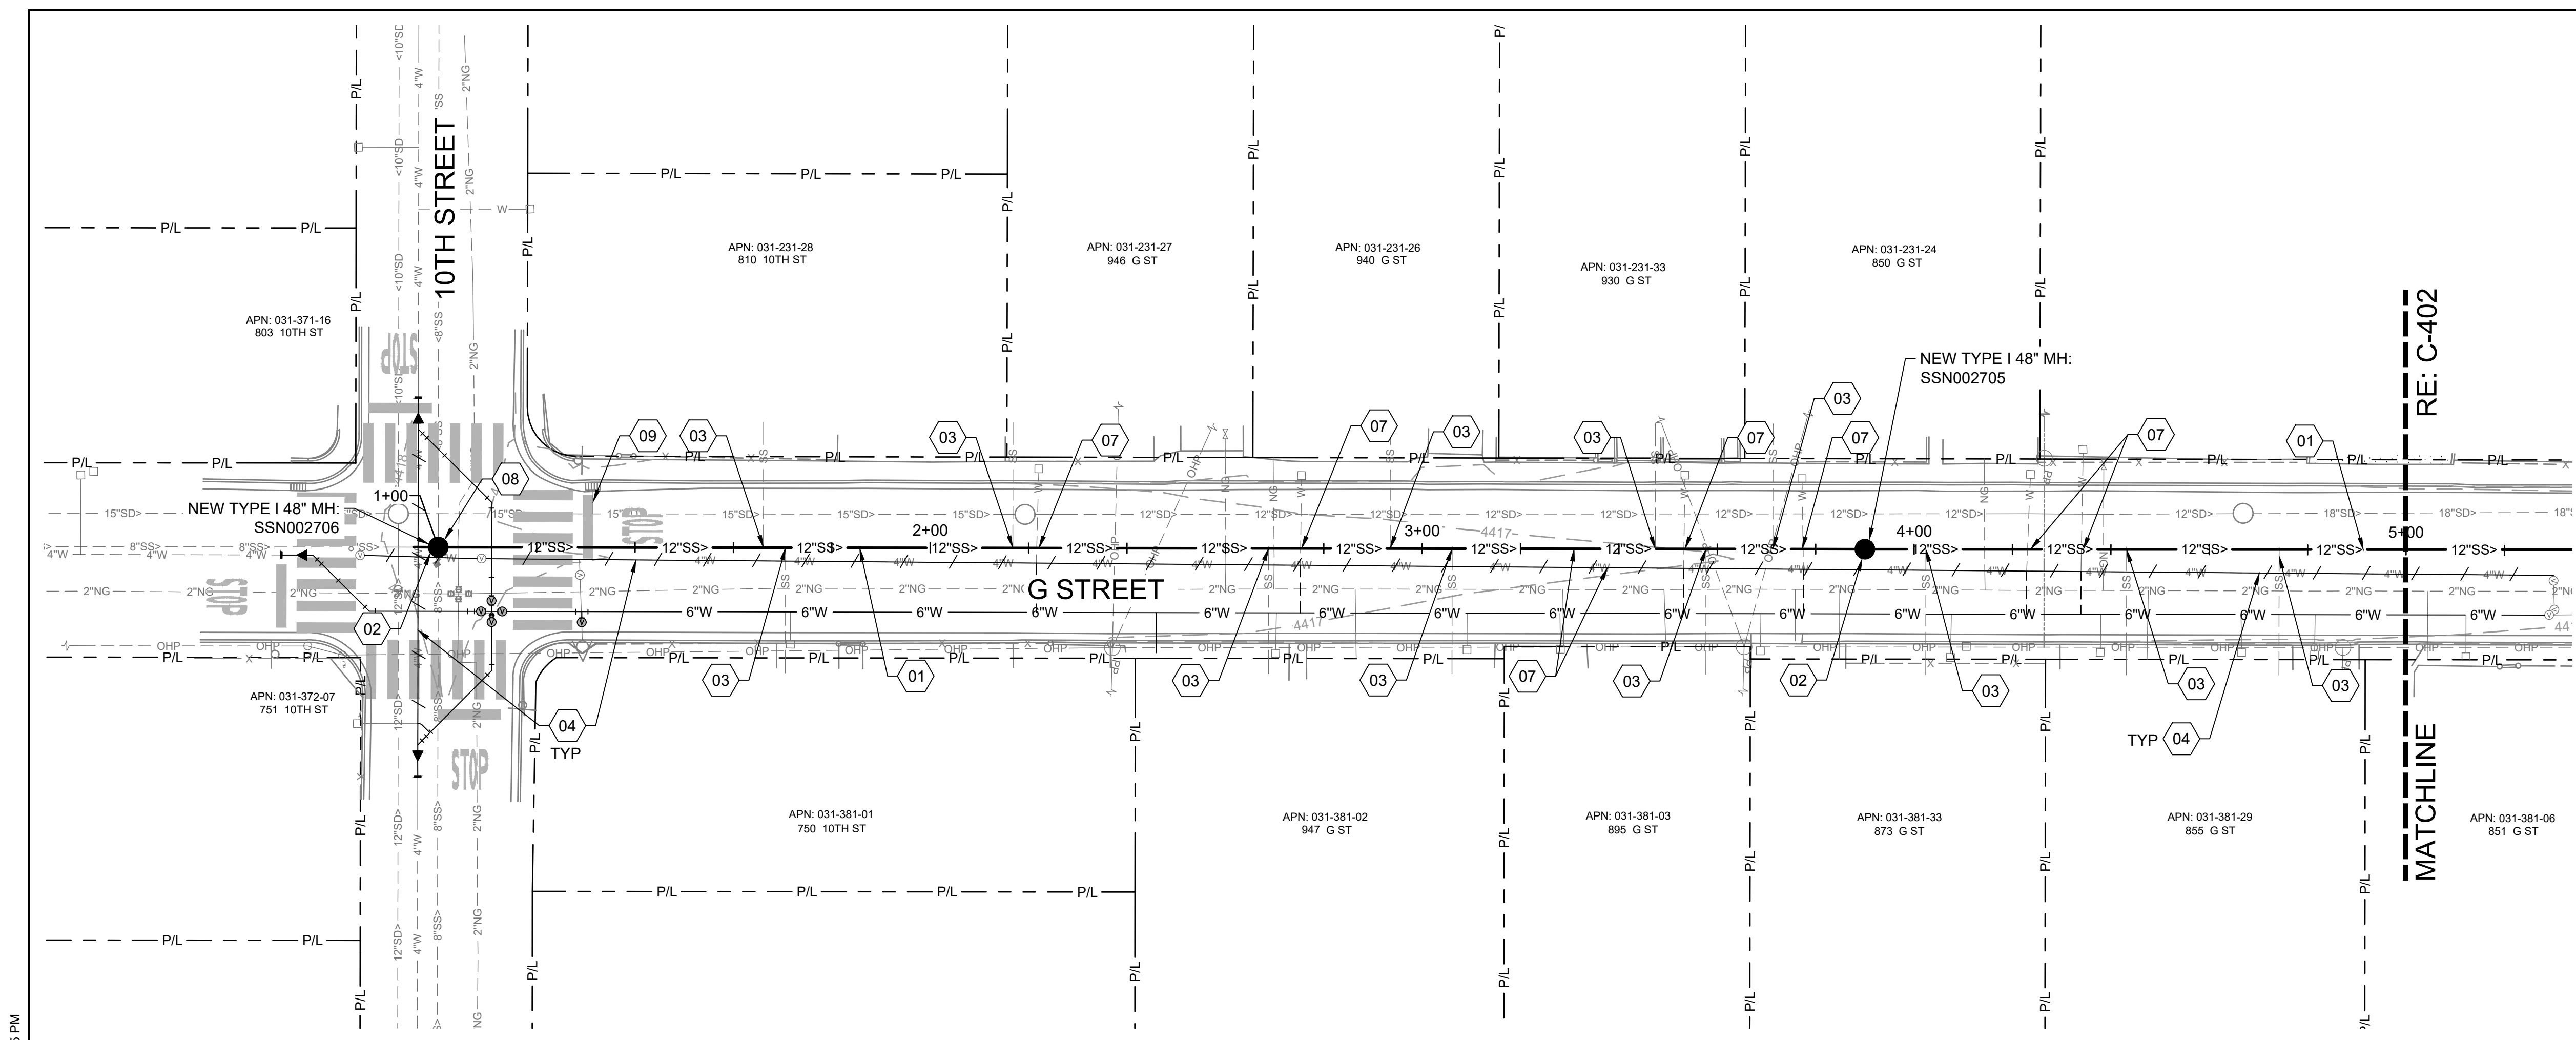 10TH STREET
APN: 031-371-16
803 10TH ST
APN: 031-231-28
810 10TH ST
APN: 031-231-27
946 G ST
APN: 031-231-26
940 G ST
APN: 031-231-33
930 G ST
APN: 031-231-24
850 G ST
NEW TYPE I 48" MH:
SSN002705
RE: C-402
MATCHLINE
09
03
03
07
07
03
03
07
03
07
07
01
1+00
08
NEW TYPE I 48" MH:
SSN002706
2+00
3+00
4+00
5+00
15"SD>
12"SD>
18"SD>
4417
12"SS>
8"SS>
4"W
2"NG
G STREET
6"W
OHP
P/L
STOP
02
03
01
03
03
07
03
02
03
03
03
04
TYP
TYP
04
APN: 031-372-07
751 10TH ST
APN: 031-381-01
750 10TH ST
APN: 031-381-02
947 G ST
APN: 031-381-03
895 G ST
APN: 031-381-33
873 G ST
APN: 031-381-29
855 G ST
APN: 031-381-06
851 G ST
PM